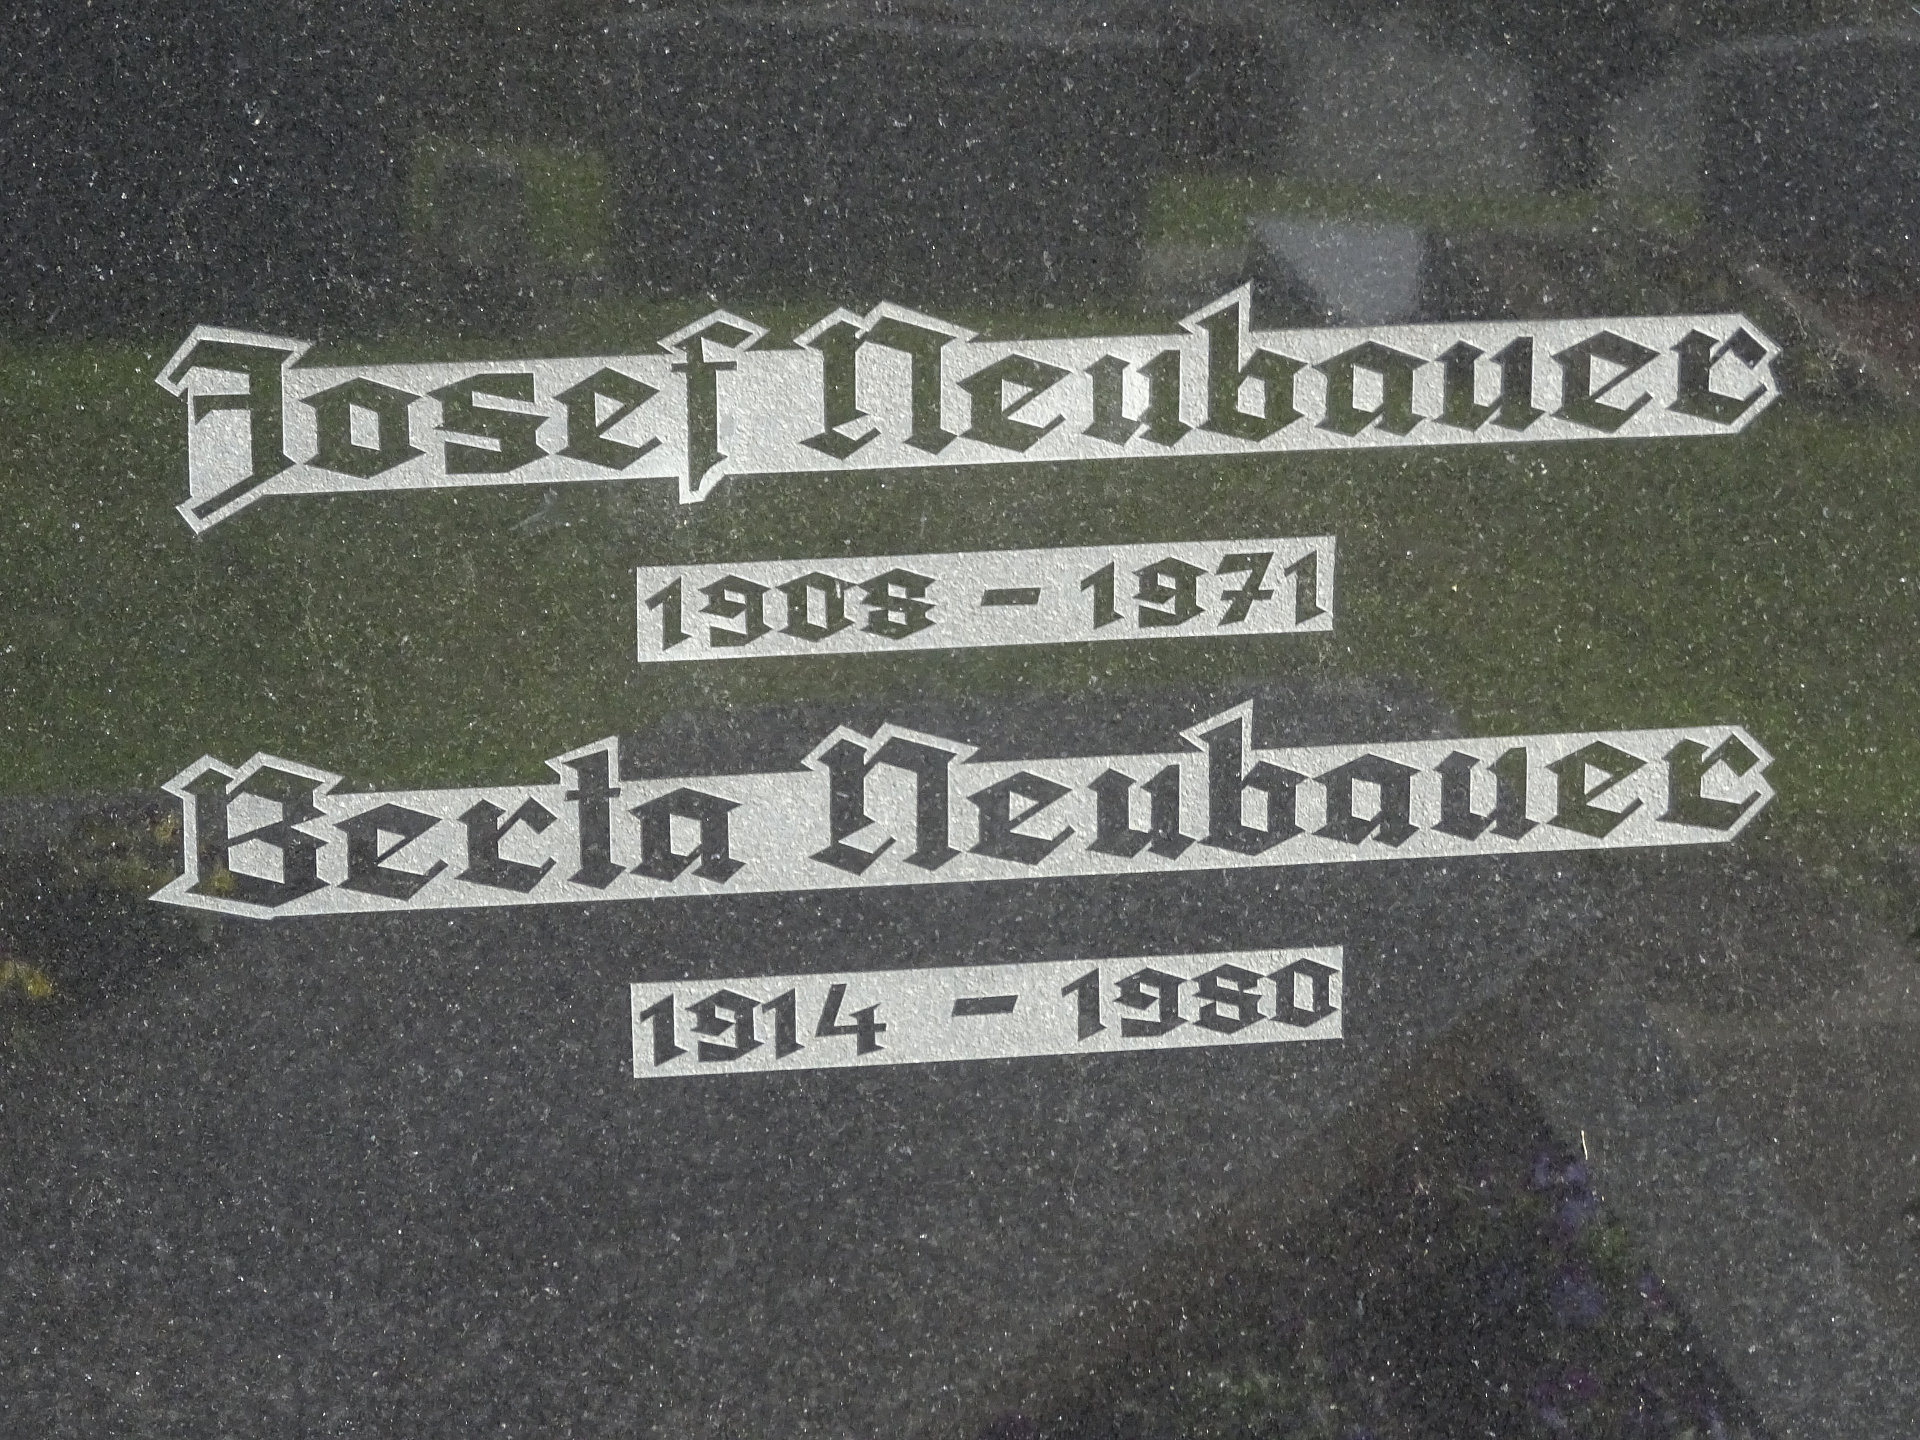 Josef Neubauer
1908 - 1971
Berta Neubauer
1914 - 1980